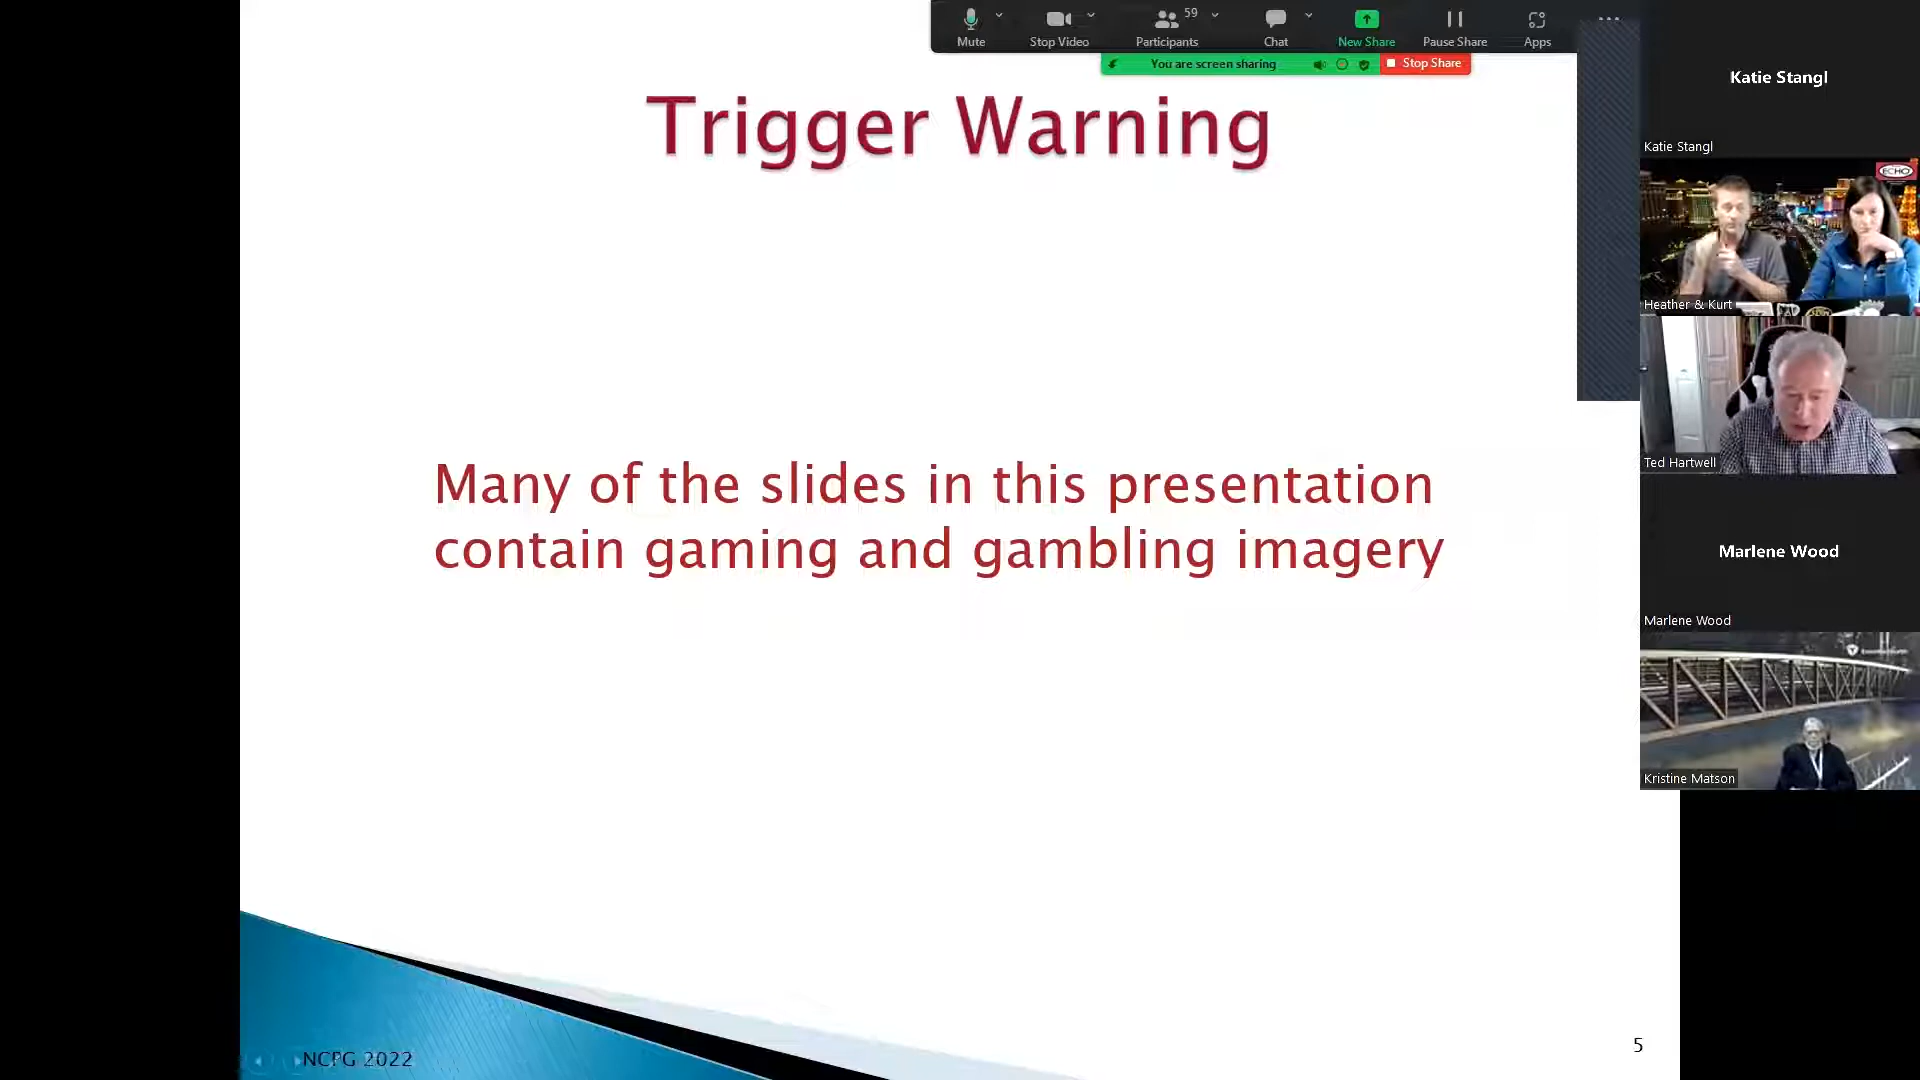 59
Mute
Stop Video
Participants
Chat
New Share
Pause Share
Apps
You are screen sharing
Stop Share
Trigger Warning
Many of the slides in this presentation
contain gaming and gambling imagery
NCPG 2022
5
Katie Stangl
Katie Stangl
ECHO
Heather & Kurt
Ted Hartwell
Marlene Wood
Marlene Wood
Kristine Matson